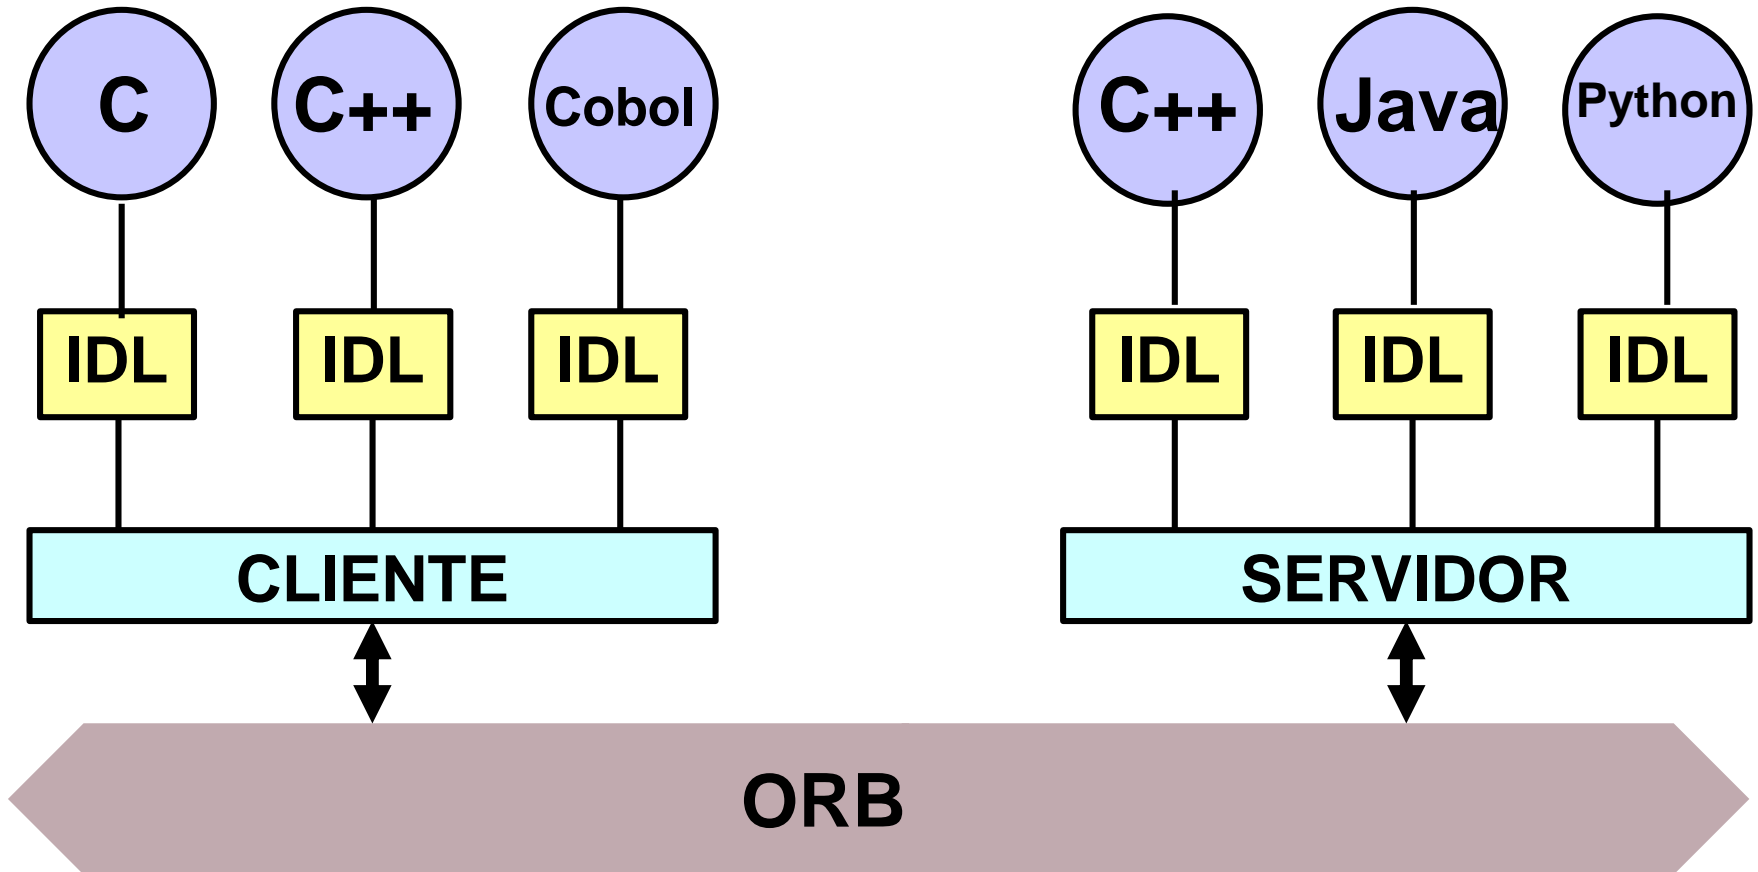 C
C++
Cobol
C++
Java
Python
IDL
IDL
IDL
IDL
IDL
IDL
CLIENTE
SERVIDOR
ORB